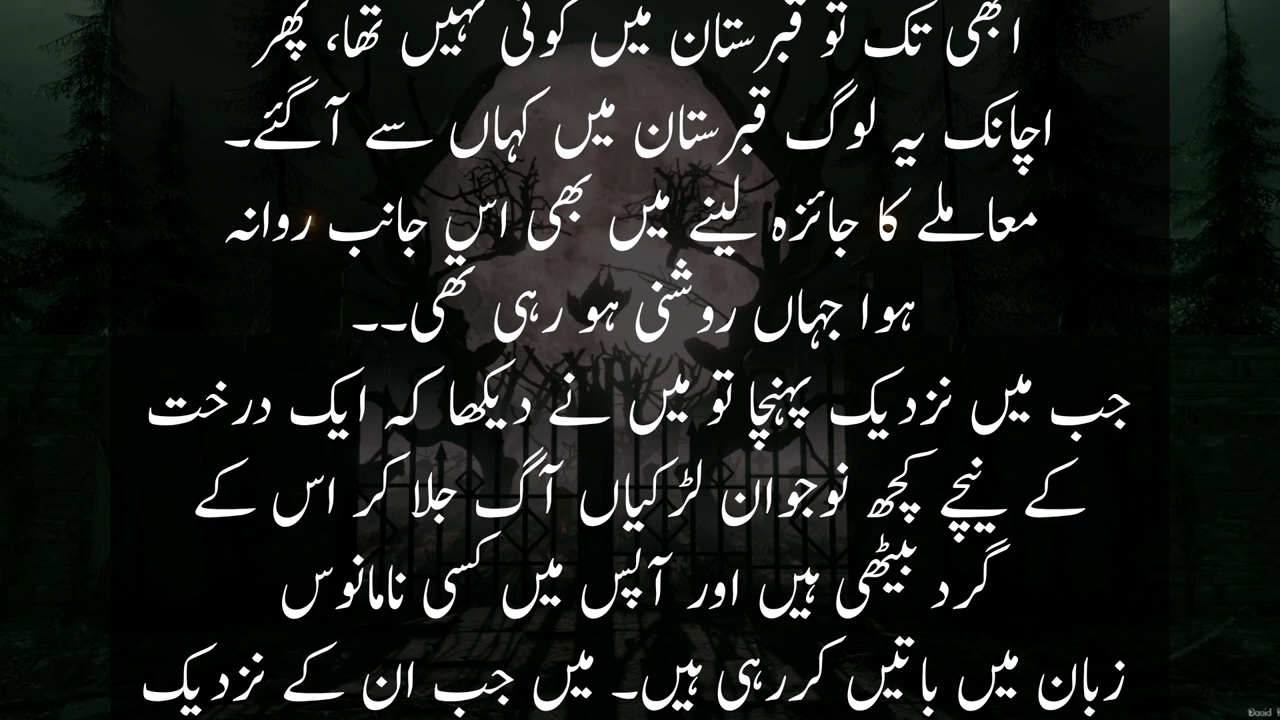 ابھی تک تو قبرستان میں کوئی نہیں تھا، پھر
اچانک یہ لوگ قبرستان میں کہاں سے آ گئے۔
معاملے کا جائزہ لینے میں بھی اس جانب روانہ
ہوا جہاں روشنی ہو رہی تھی۔۔
جب میں نزدیک پہنچا تو میں نے دیکھا کہ ایک درخت
کے نیچے کچھ نوجوان لڑکیاں آگ جلا کر اس کے
گرد بیٹھی ہیں اور آپس میں کسی نامانوس
زبان میں باتیں کررہی ہیں۔ میں جب ان کے نزدیک
David